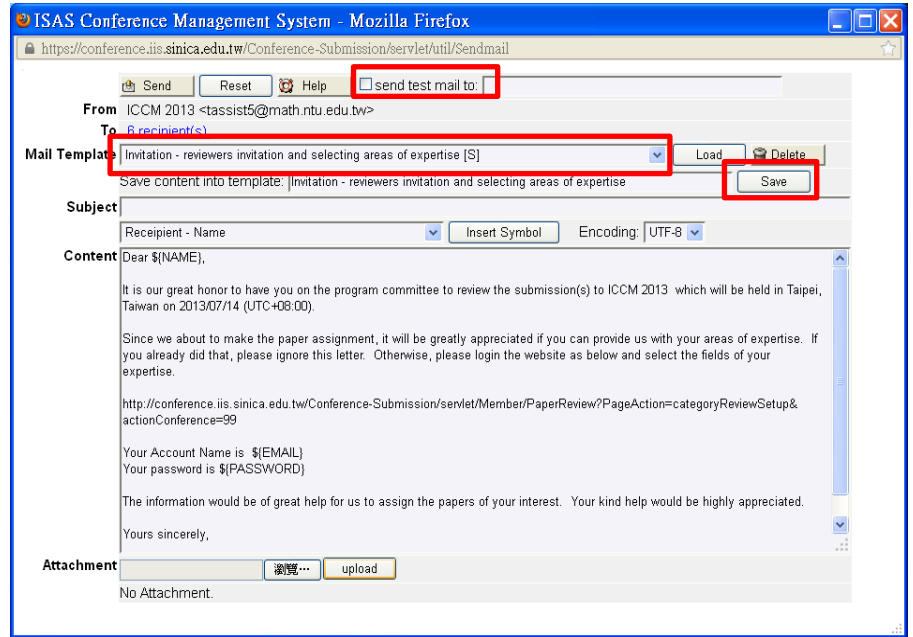 ISAS Conference Management System - Mozilla Firefox
https://conference.iis.sinica.edu.tw/Conference-Submission/servlet/util/Sendmail
Send Reset Help send test mail to:
From ICCM 2013 <tassist5@math.ntu.edu.tw>
To 6 recipient(s)
Mail Template Invitation - reviewers invitation and selecting areas of expertise [S] Load Delete
Save content into template: Invitation - reviewers invitation and selecting areas of expertise Save
Subject
Receipient - Name Insert Symbol Encoding: UTF-8
Content Dear ${NAME},
It is our great honor to have you on the program committee to review the submission(s) to ICCM 2013 which will be held in Taipei,
Taiwan on 2013/07/14 (UTC+08:00).
Since we about to make the paper assignment, it will be greatly appreciated if you can provide us with your areas of expertise. If
you already did that, please ignore this letter. Otherwise, please login the website as below and select the fields of your
expertise.
http://conference.iis.sinica.edu.tw/Conference-Submission/servlet/Member/PaperReview?PageAction=categoryReviewSetup&
actionConference=99
Your Account Name is ${EMAIL}
Your password is ${PASSWORD}
The information would be of great help for us to assign the papers of your interest. Your kind help would be highly appreciated.
Yours sincerely,
Attachment 瀏覽… upload
No Attachment.